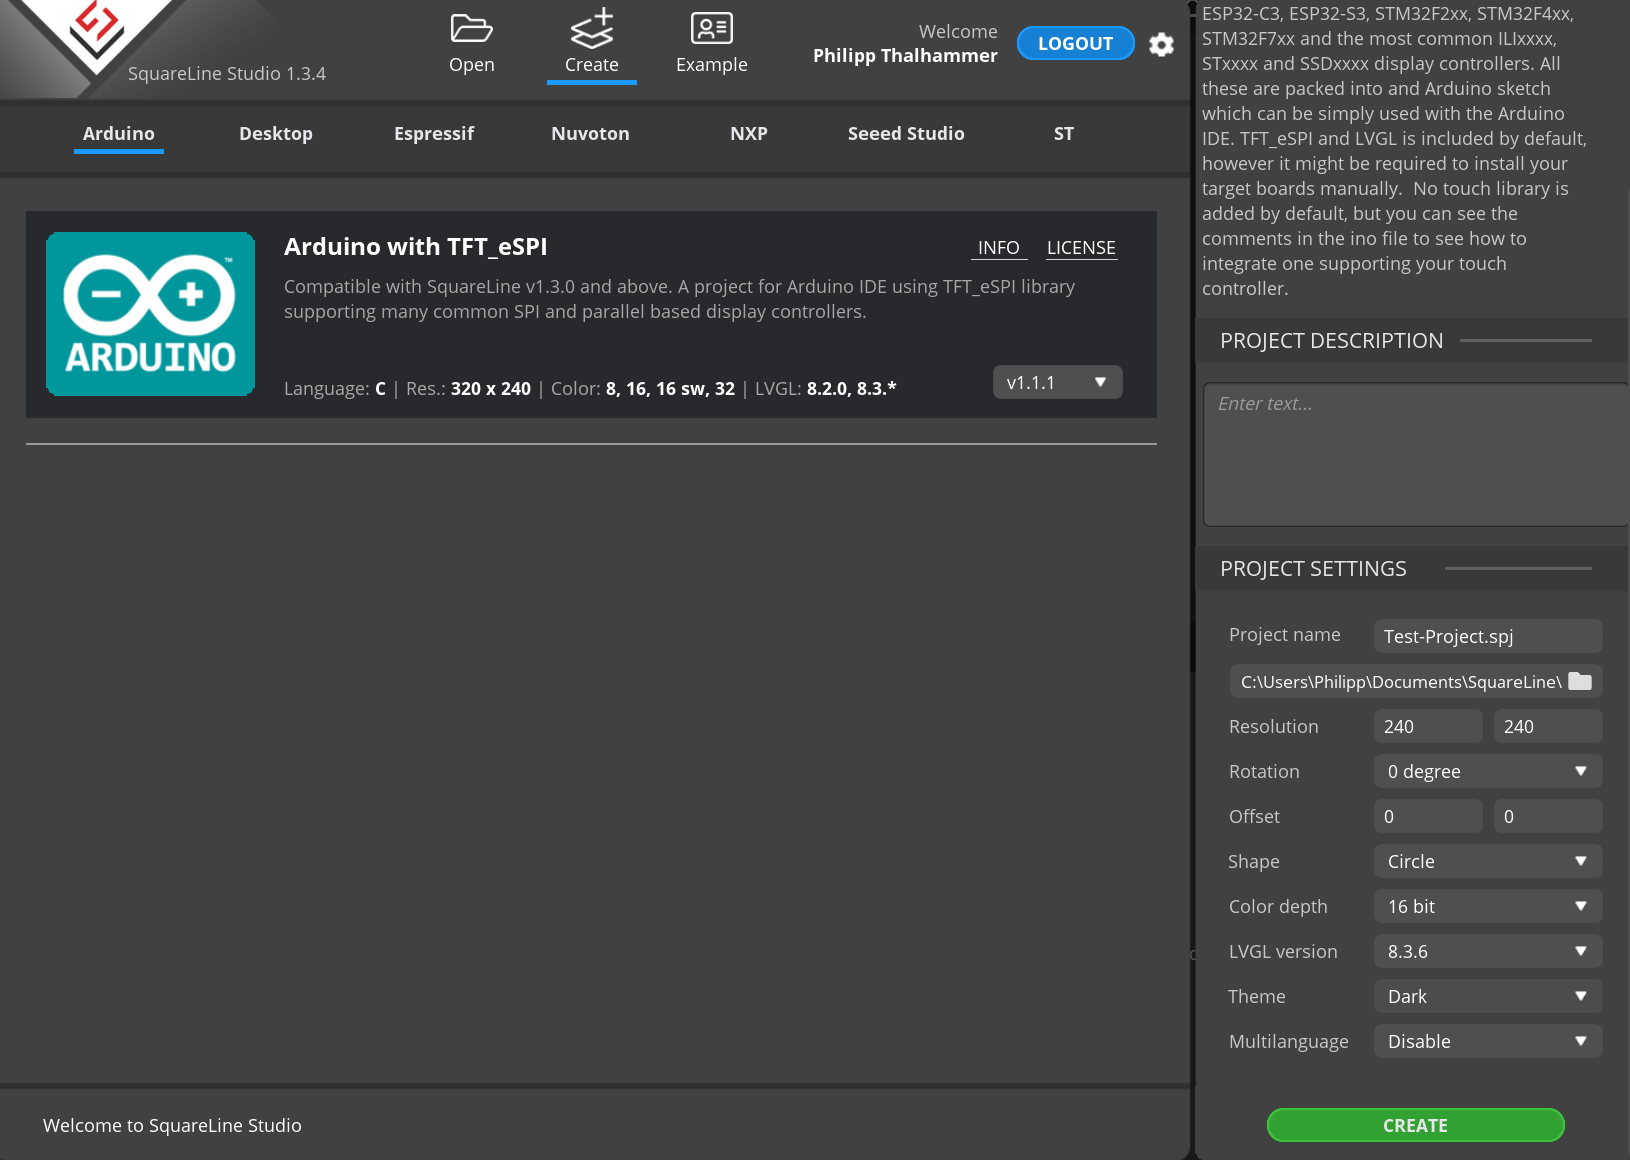 SquareLine Studio 1.3.4
Open
Create
Example
Welcome
Philipp Thalhammer
LOGOUT
Arduino
Desktop
Espressif
Nuvoton
NXP
Seeed Studio
ST
ARDUINO
™
Arduino with TFT_eSPI
INFO
LICENSE
Compatible with SquareLine v1.3.0 and above. A project for Arduino IDE using TFT_eSPI library
supporting many common SPI and parallel based display controllers.
Language: C | Res.: 320 x 240 | Color: 8, 16, 16 sw, 32 | LVGL: 8.2.0, 8.3.*
v1.1.1
Welcome to SquareLine Studio
ESP32-C3, ESP32-S3, STM32F2xx, STM32F4xx,
STM32F7xx and the most common ILIxxxx,
STxxxx and SSDxxxx display controllers. All
these are packed into and Arduino sketch
which can be simply used with the Arduino
IDE. TFT_eSPI and LVGL is included by default,
however it might be required to install your
target boards manually.  No touch library is
added by default, but you can see the
comments in the ino file to see how to
integrate one supporting your touch
controller.
PROJECT DESCRIPTION
Enter text...
PROJECT SETTINGS
Project name Test-Project.spj
C:\Users\Philipp\Documents\SquareLine\
Resolution 240 240
Rotation 0 degree
Offset 0 0
Shape Circle
Color depth 16 bit
LVGL version 8.3.6
Theme Dark
Multilanguage Disable
CREATE